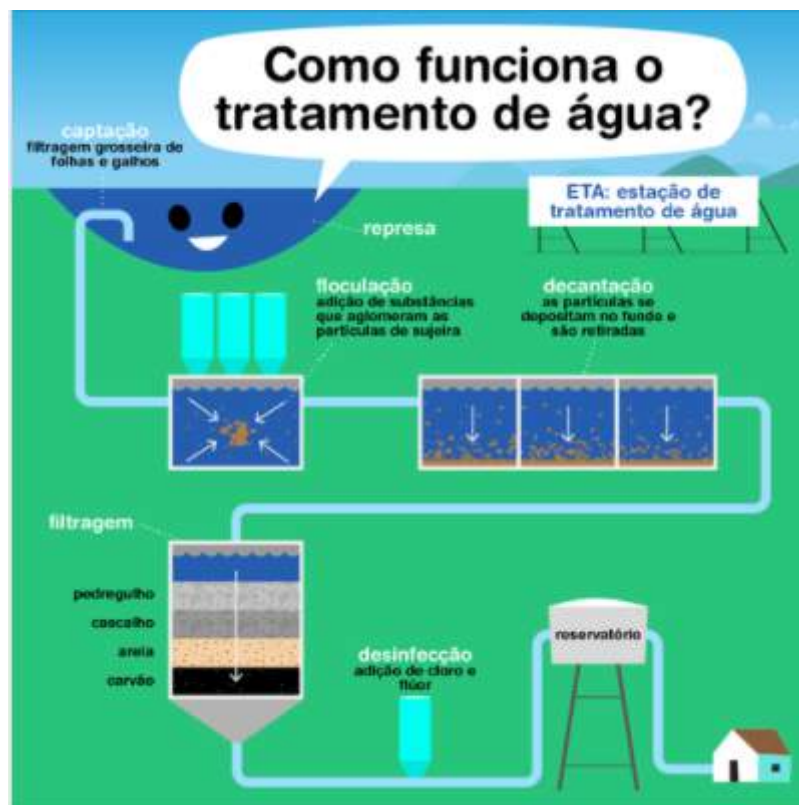 Como funciona o
tratamento de água?
captação
filtragem grosseira de
folhas e galhos
ETA: estação de
tratamento de água
represa
floculação
adição de substâncias
que aglomeram as
partículas de sujeira
decantação
as partículas se
depositam no fundo e
são retiradas
filtragem
pedregulho
cascalho
areia
carvão
desinfecção
adição de cloro e
flúor
reservatório